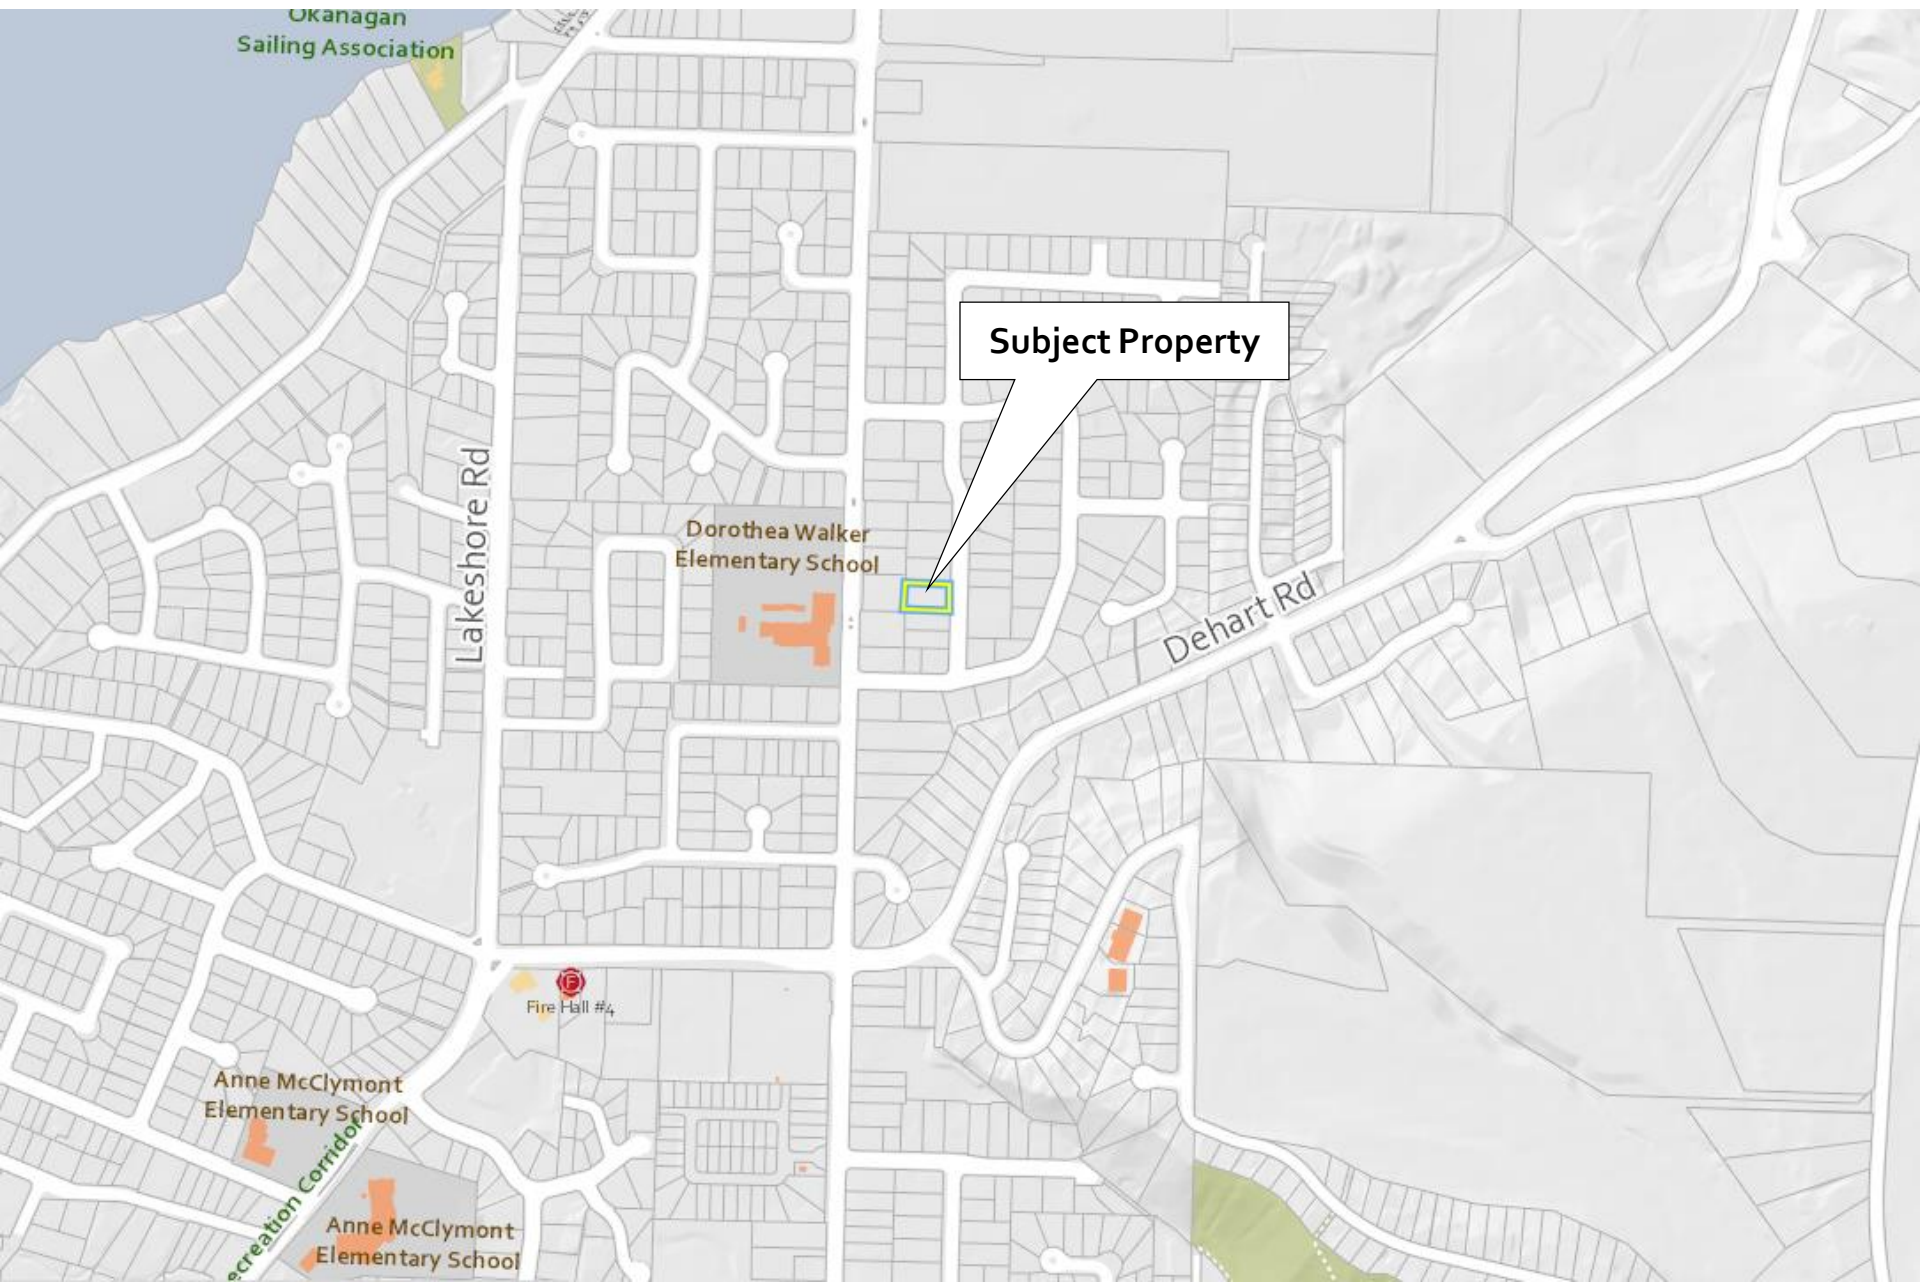 Okanagan
Sailing Association
Subject Property
Lakeshore Rd
Dorothea Walker
Elementary School
Dehart Rd
F
Fire Hall #4
Anne McClymont
Elementary School
ecreation Corridor
Anne McClymont
Elementary School